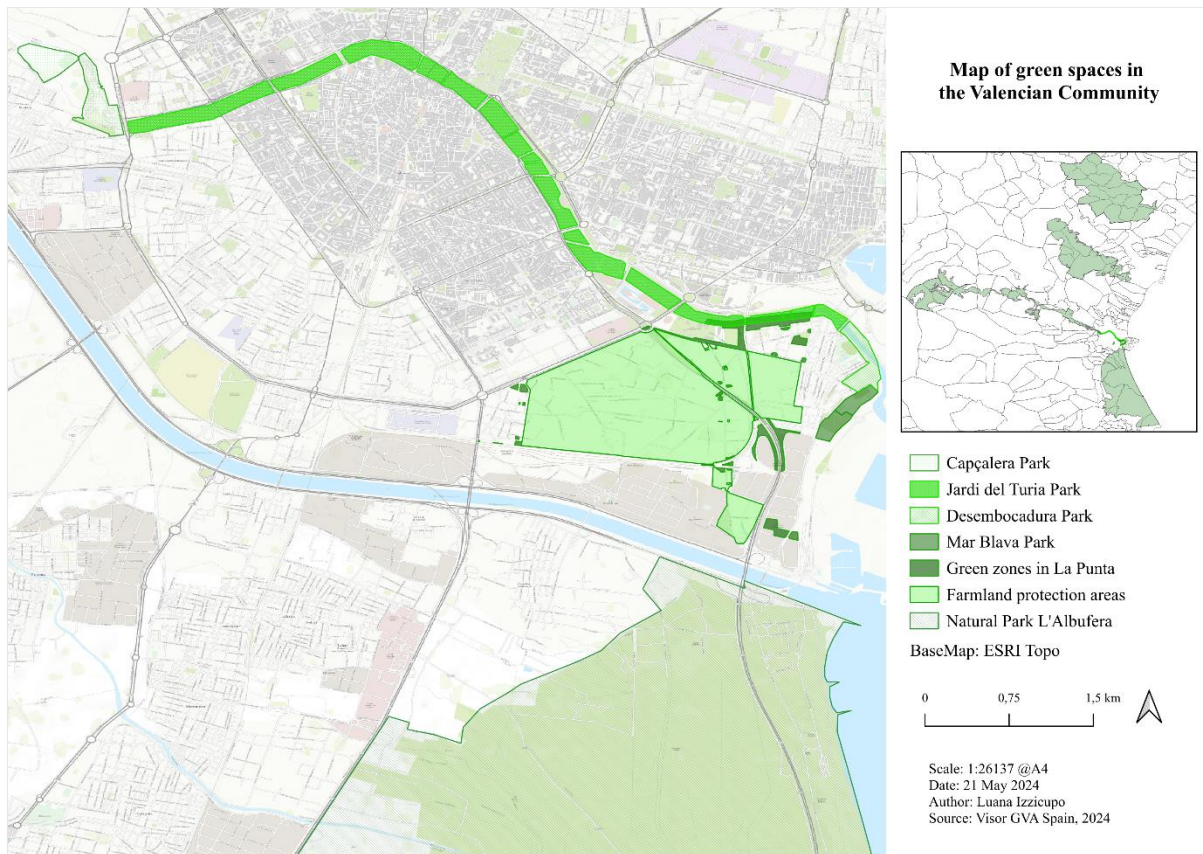 Map of green spaces in
the Valencian Community
Capçalera Park
Jardi del Turia Park
Desembocadura Park
Mar Blava Park
Green zones in La Punta
Farmland protection areas
Natural Park L'Albufera
BaseMap: ESRI Topo
0 0,75 1,5 km
Scale: 1:26137 @A4
Date: 21 May 2024
Author: Luana Izzicupo
Source: Visor GVA Spain, 2024